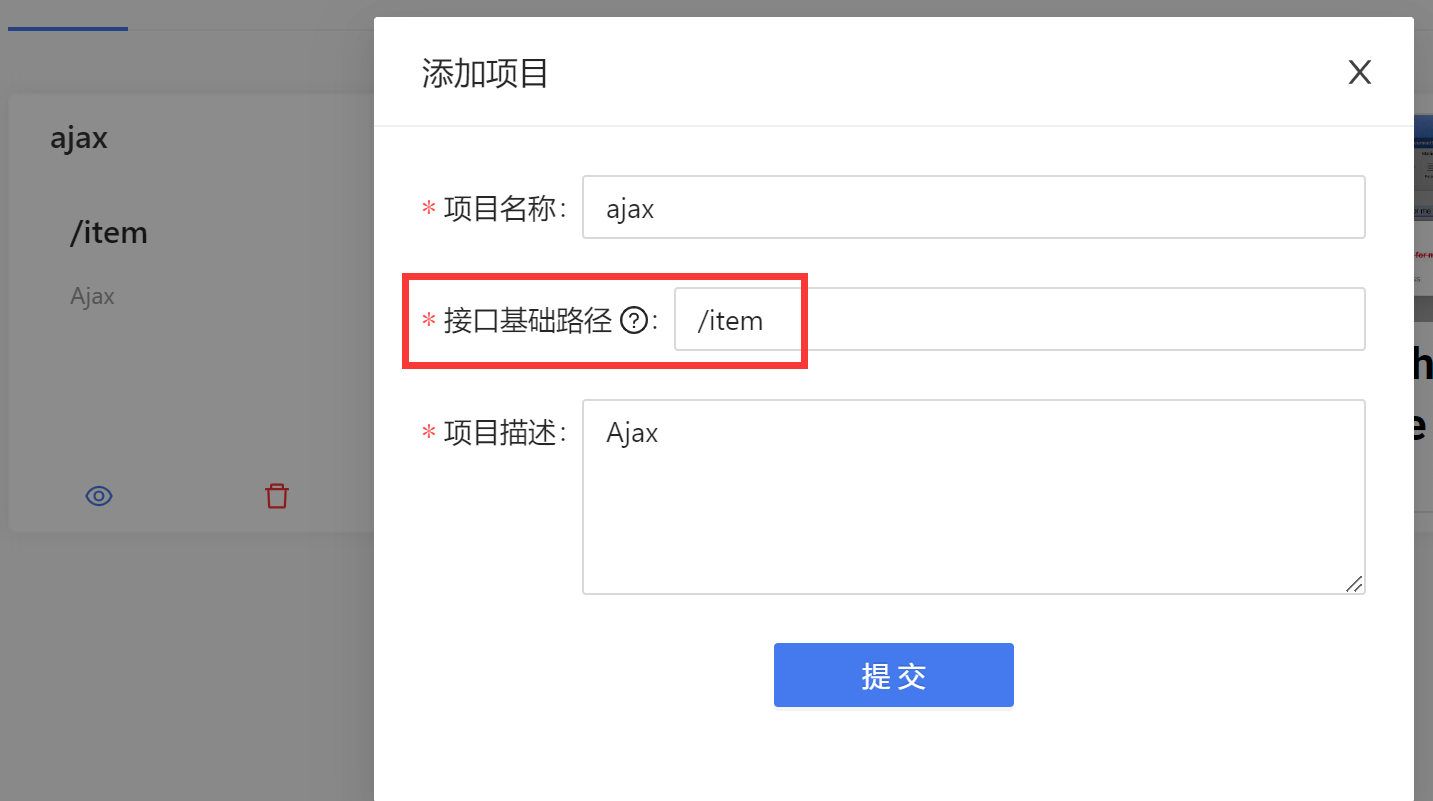 添加项目
X
ajax
/item
Ajax
* 项目名称: ajax
* 接口基础路径 ?: /item
* 项目描述: Ajax
提交